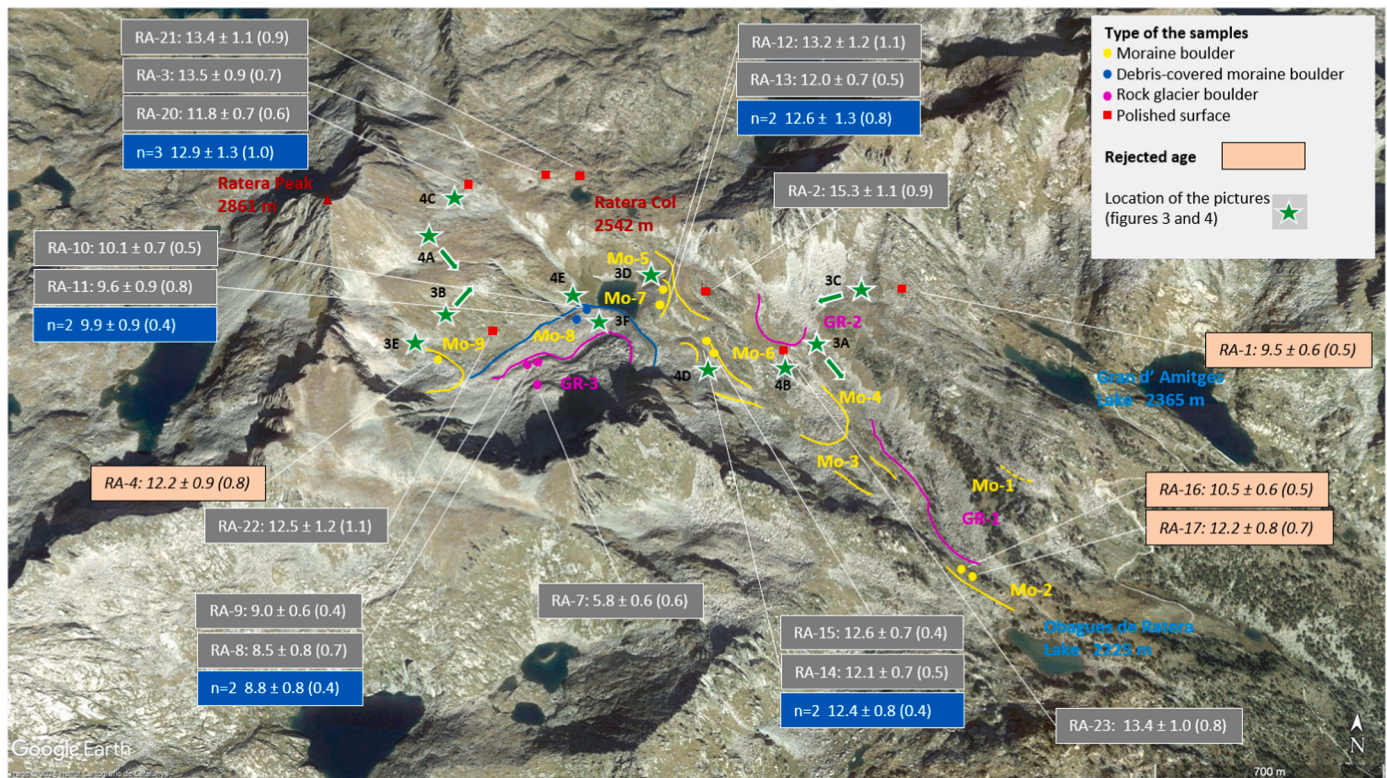 RA-21: 13.4 ± 1.1 (0.9)
RA-3: 13.5 ± 0.9 (0.7)
RA-20: 11.8 ± 0.7 (0.6)
n=3 12.9 ± 1.3 (1.0)
RA-12: 13.2 ± 1.2 (1.1)
RA-13: 12.0 ± 0.7 (0.5)
n=2 12.6 ± 1.3 (0.8)
Type of the samples
Moraine boulder
Debris-covered moraine boulder
Rock glacier boulder
Polished surface
Rejected age
Location of the pictures
(figures 3 and 4)
Ratera Peak
2861 m
4C
RA-2: 15.3 ± 1.1 (0.9)
Ratera Col
2542 m
RA-10: 10.1 ± 0.7 (0.5)
RA-11: 9.6 ± 0.9 (0.8)
n=2 9.9 ± 0.9 (0.4)
4A
3B
3E
4E
3D
Mo-5
Mo-7
3F
Mo-8
Mo-9
GR-3
3C
GR-2
3A
Mo-6
4D
4B
Mo-4
Mo-3
RA-1: 9.5 ± 0.6 (0.5)
Gran d' Amitges
Lake 2365 m
RA-4: 12.2 ± 0.9 (0.8)
RA-22: 12.5 ± 1.2 (1.1)
Mo-1
GR-1
RA-16: 10.5 ± 0.6 (0.5)
RA-17: 12.2 ± 0.8 (0.7)
Mo-2
RA-9: 9.0 ± 0.6 (0.4)
RA-8: 8.5 ± 0.8 (0.7)
n=2 8.8 ± 0.8 (0.4)
RA-7: 5.8 ± 0.6 (0.6)
RA-15: 12.6 ± 0.7 (0.4)
RA-14: 12.1 ± 0.7 (0.5)
n=2 12.4 ± 0.8 (0.4)
Obagues de Ratera
Lake 2225 m
RA-23: 13.4 ± 1.0 (0.8)
Google Earth
N
700 m